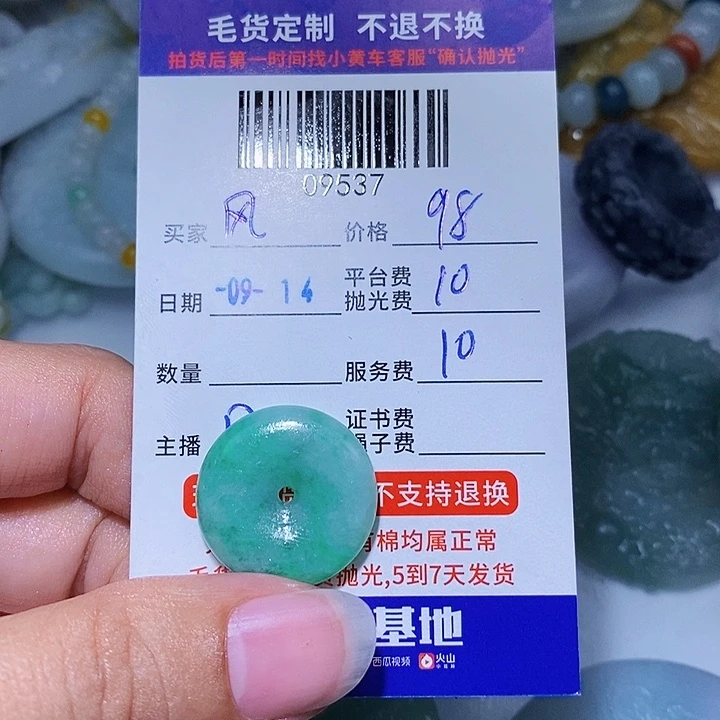 毛货定制 不退不换
拍货后第一时间找小黄车客服“确认抛光”
09537
买家 风 价格 98
日期 -09- 14 平台费 抛光费 10
数量 服务费 10
主播 证书费 绳子费
不支持退换
有棉均属正常
抛光,5到7天发货
基地
西瓜视频 火山